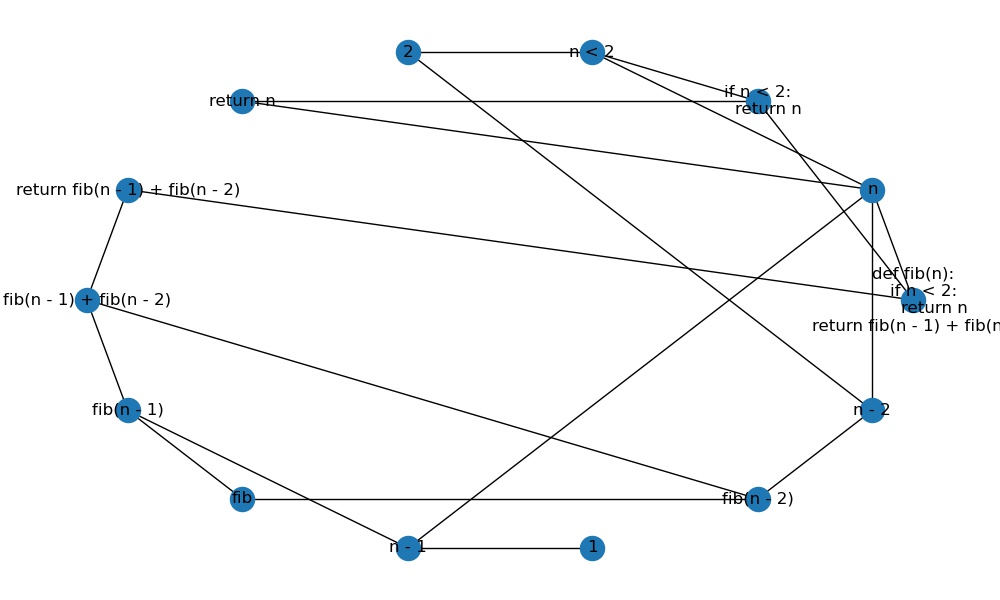 2
n < 2
return n
if n < 2:
return n
return fib(n - 1) + fib(n - 2)
n
def fib(n):
if n < 2:
return n
return fib(n - 1) + fib(n
fib(n - 1) + fib(n - 2)
fib(n - 1)
n - 2
fib
fib(n - 2)
n - 1
1